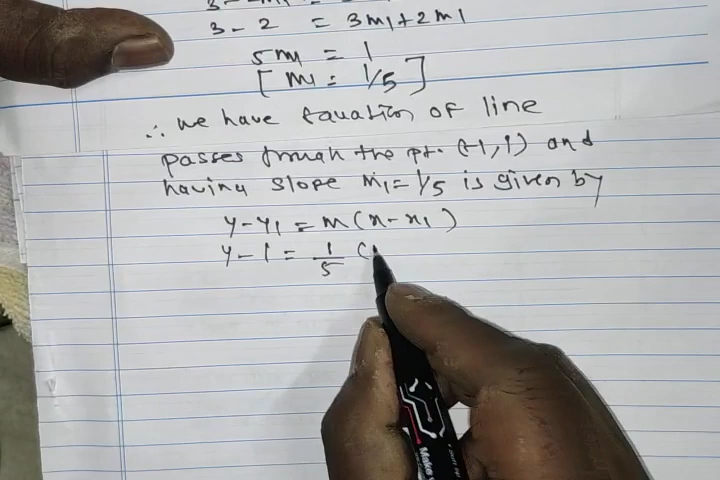 3 - 2 = 3m1 + 2m1
5m1 = 1
[ m1 = 1/5 ]
∴ we have Equation of line
passes through the pt. (-1, 1) and
having slope m1 = 1/5 is given by
y - y1 = m (x - x1)
y - 1 = 1/5 (
Make